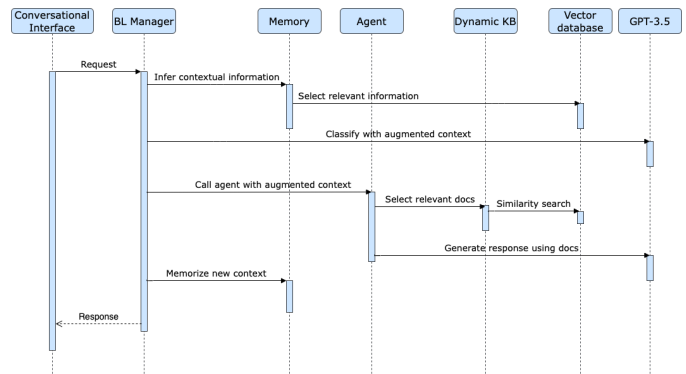 Conversational
Interface
BL Manager
Memory
Agent
Dynamic KB
Vector
database
GPT-3.5
Request
Infer contextual information
Select relevant information
Classify with augmented context
Call agent with augmented context
Select relevant docs
Similarity search
Generate response using docs
Memorize new context
Response